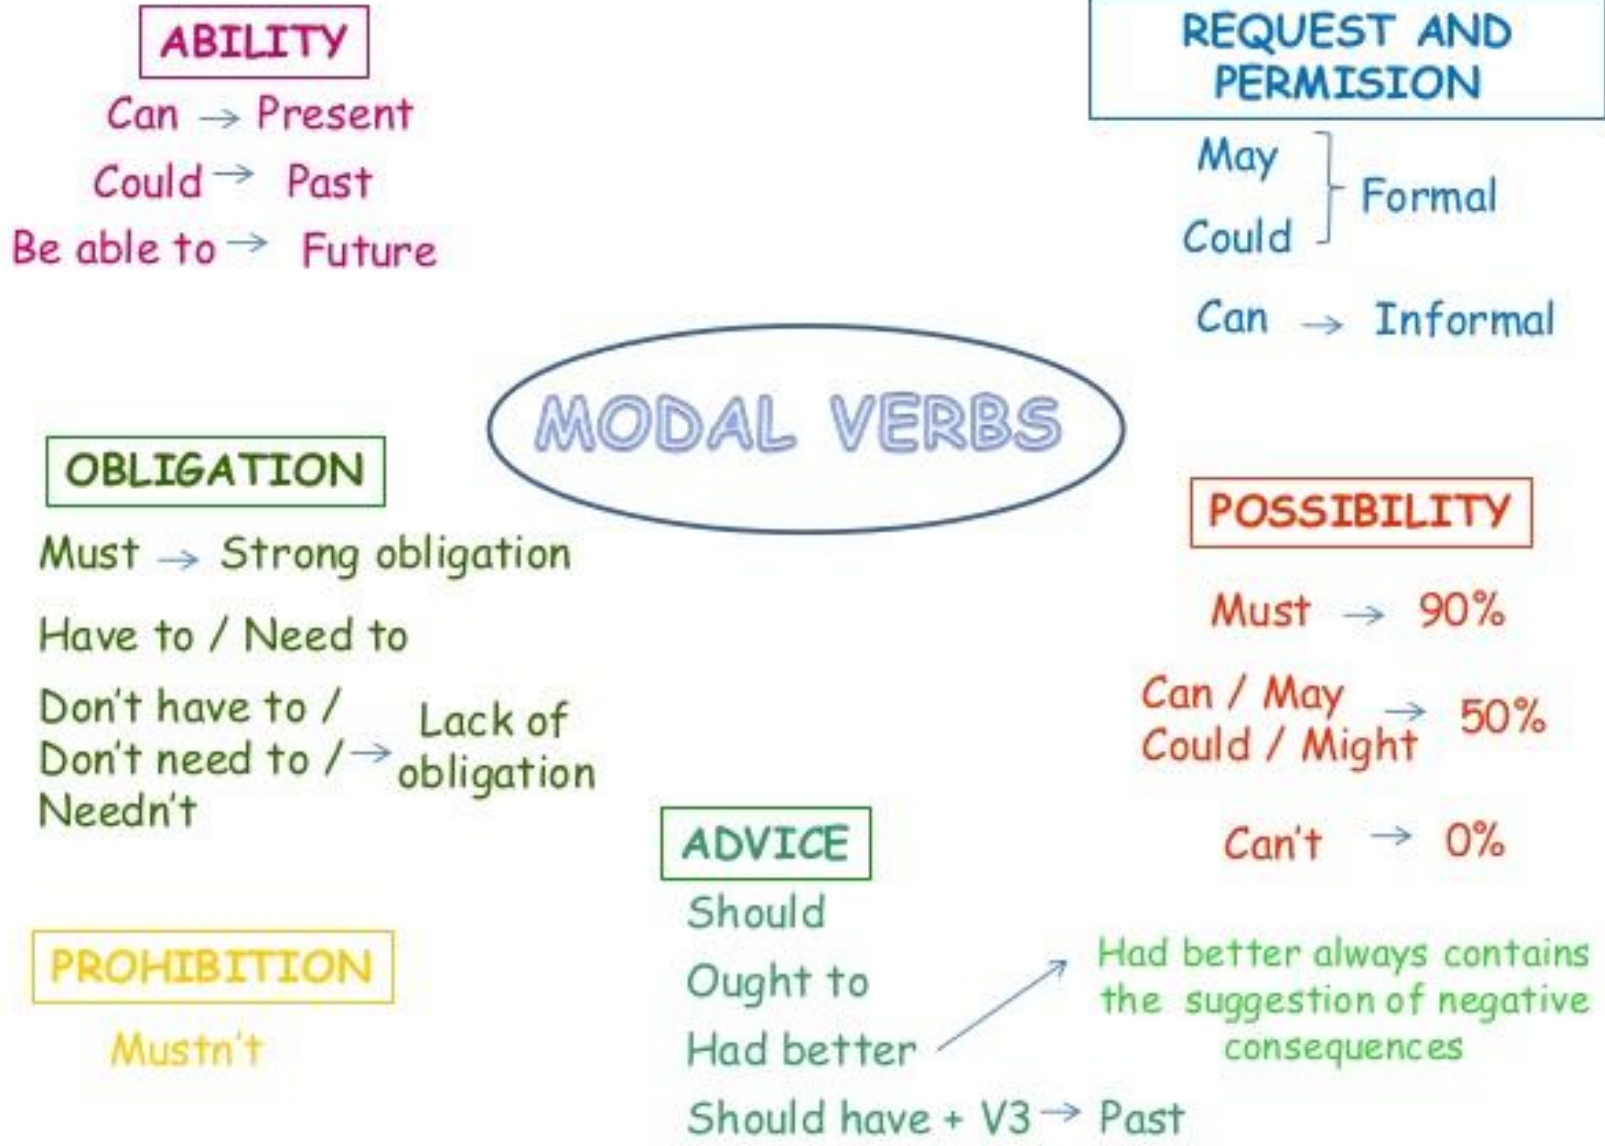 ABILITY
Can → Present
Could → Past
Be able to → Future
REQUEST AND
PERMISION
May
Could
Formal
Can → Informal
MODAL VERBS
OBLIGATION
Must → Strong obligation
Have to / Need to
Don't have to /
Don't need to / →
Needn't
Lack of
obligation
POSSIBILITY
Must → 90%
Can / May
Could / Might
→ 50%
Can't → 0%
PROHIBITION
Mustn't
ADVICE
Should
Ought to
Had better
Should have + V3 → Past
Had better always contains
the suggestion of negative
consequences